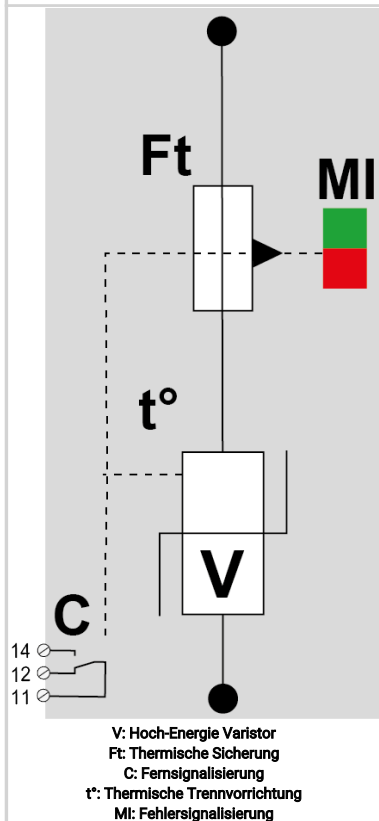 Ft
MI
t°
V
C
14
12
11
V: Hoch-Energie Varistor
Ft: Thermische Sicherung
C: Fernsignalisierung
t°: Thermische Trennvorrichtung
MI: Fehlersignalisierung